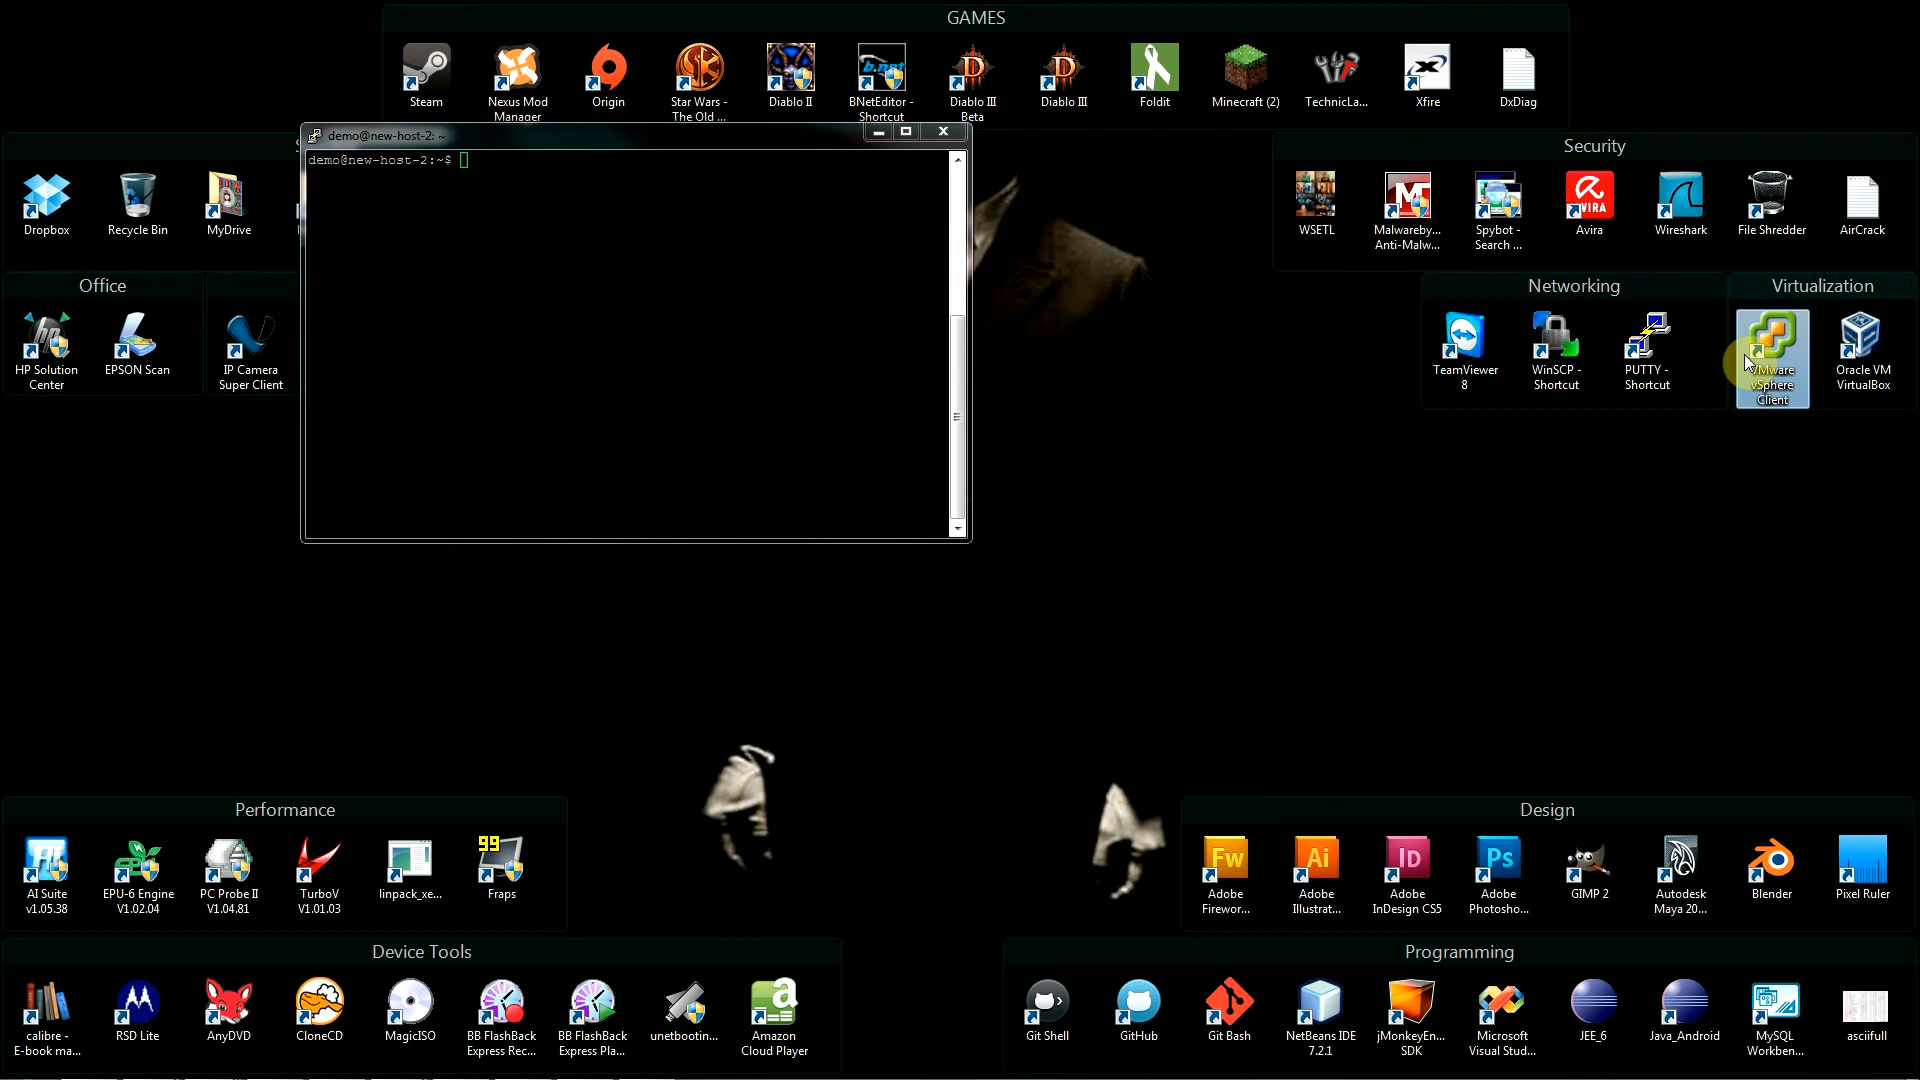 GAMES
Steam
Nexus Mod
Manager
Origin
Star Wars -
The Old ...
Diablo II
BNetEditor -
Shortcut
Diablo III
Beta
Diablo III
Foldit
Minecraft (2)
TechnicLa...
Xfire
DxDiag
demo@new-host-2: ~
demo@new-host-2:~$
Dropbox
Recycle Bin
MyDrive
Security
WSETL
Malwareby...
Anti-Malw...
Spybot -
Search ...
Avira
Wireshark
File Shredder
AirCrack
Office
HP Solution
Center
EPSON Scan
IP Camera
Super Client
Networking
TeamViewer
8
WinSCP -
Shortcut
PUTTY -
Shortcut
Virtualization
VMware
vSphere
Client
Oracle VM
VirtualBox
Performance
AI Suite
v1.05.38
EPU-6 Engine
V1.02.04
PC Probe II
V1.04.81
TurboV
V1.01.03
linpack_xe...
99
Fraps
Design
Fw
Adobe
Firewor...
Ai
Adobe
Illustrat...
ID
Adobe
InDesign CS5
Ps
Adobe
Photosho...
GIMP 2
Autodesk
Maya 20...
Blender
Pixel Ruler
Device Tools
calibre -
E-book ma...
RSD Lite
AnyDVD
CloneCD
MagicISO
BB FlashBack
Express Rec...
BB FlashBack
Express Pla...
unetbootin...
Amazon
Cloud Player
Programming
Git Shell
GitHub
Git Bash
NetBeans IDE
7.2.1
jMonkeyEn...
SDK
Microsoft
Visual Stud...
JEE_6
Java_Android
MySQL
Workben...
asciifull